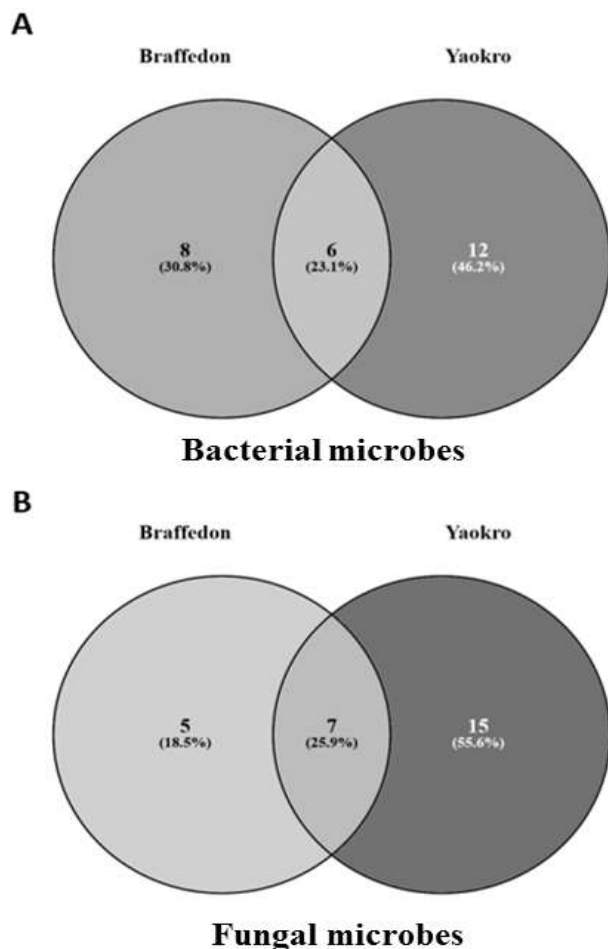 A
Braffedon Yaokro
8 6 12
(30.8%) (23.1%) (46.2%)
Bacterial microbes
B
Braffedon Yaokro
5 7 15
(18.5%) (25.9%) (55.6%)
Fungal microbes